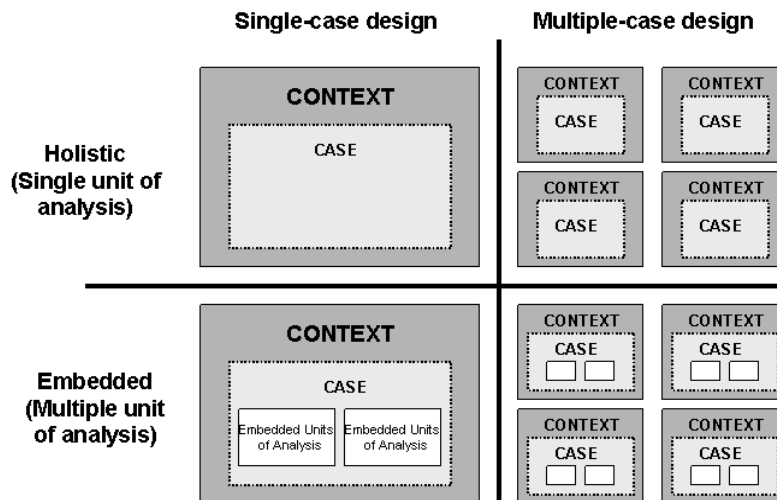 Single-case design
Multiple-case design
Holistic
(Single unit of
analysis)
CONTEXT
CASE
CONTEXT
CASE
CONTEXT
CASE
CONTEXT
CASE
CONTEXT
CASE
Embedded
(Multiple unit
of analysis)
CONTEXT
CASE
Embedded Units
of Analysis
Embedded Units
of Analysis
CONTEXT
CASE
CONTEXT
CASE
CONTEXT
CASE
CONTEXT
CASE